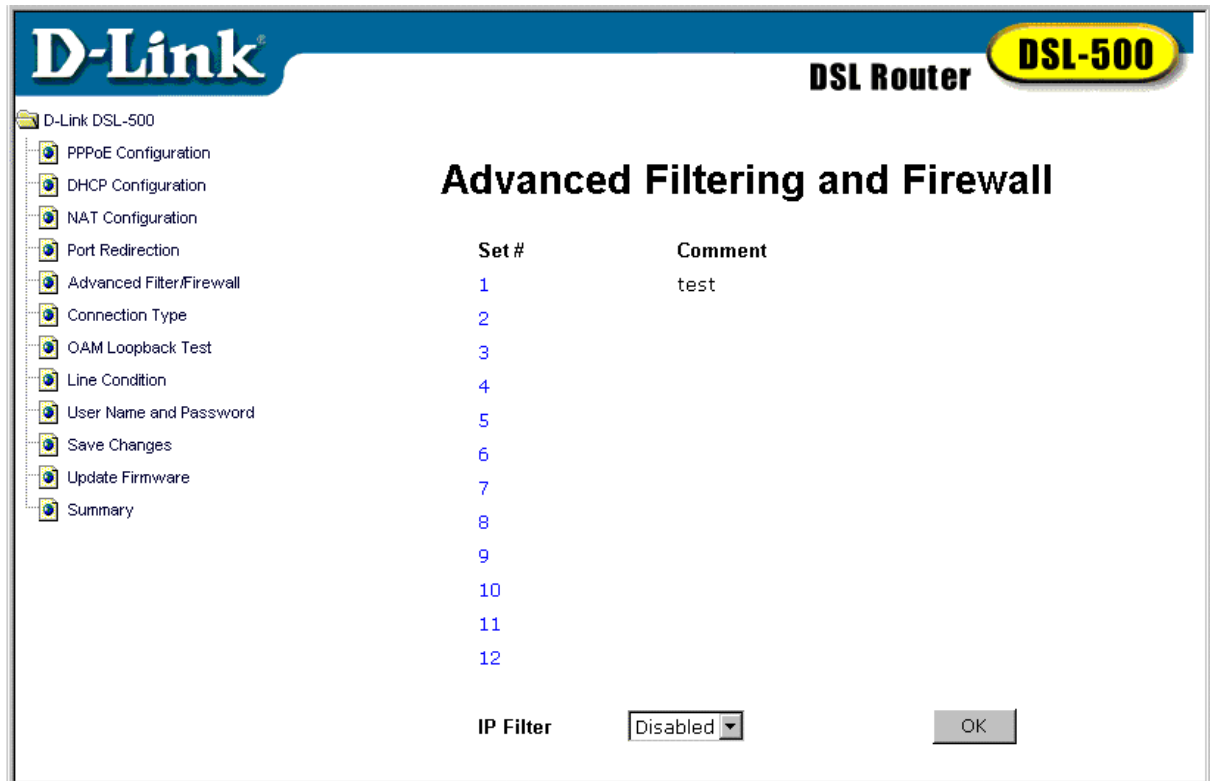 D-Link
DSL Router
DSL-500
D-Link DSL-500
PPPoE Configuration
DHCP Configuration
NAT Configuration
Port Redirection
Advanced Filter/Firewall
Connection Type
OAM Loopback Test
Line Condition
User Name and Password
Save Changes
Update Firmware
Summary
Advanced Filtering and Firewall
Set # Comment
1 test
2
3
4
5
6
7
8
9
10
11
12
IP Filter Disabled OK